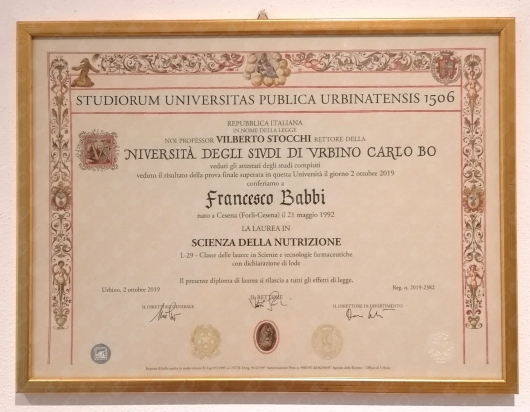 STUDIORUM UNIVERSITAS PUBLICA URBINATENSIS 1506
REPUBBLICA ITALIANA
IN NOME DELLA LEGGE
NOI PROFESSOR VILBERTO STOCCHI RETTORE DELLA
VNIVERSITÀ DEGLI STVDI DI VRBINO CARLO BO
veduti gli attestati degli studi compiuti
veduto il risultato della prova finale superata in questa Università il giorno 2 ottobre 2019
conferiamo a
Francesco Babbi
nato a Cesena (Forlì-Cesena) il 21 maggio 1992
LA LAUREA IN
SCIENZA DELLA NUTRIZIONE
L-29 - Classe delle lauree in Scienze e tecnologie farmaceutiche
con dichiarazione di lode
Il presente diploma di laurea si rilascia a tutti gli effetti di legge.
Urbino, 2 ottobre 2019
Reg. n. 2019-2382
IL DIRETTORE GENERALE
IL RETTORE
IL DIRETTORE DI DIPARTIMENTO